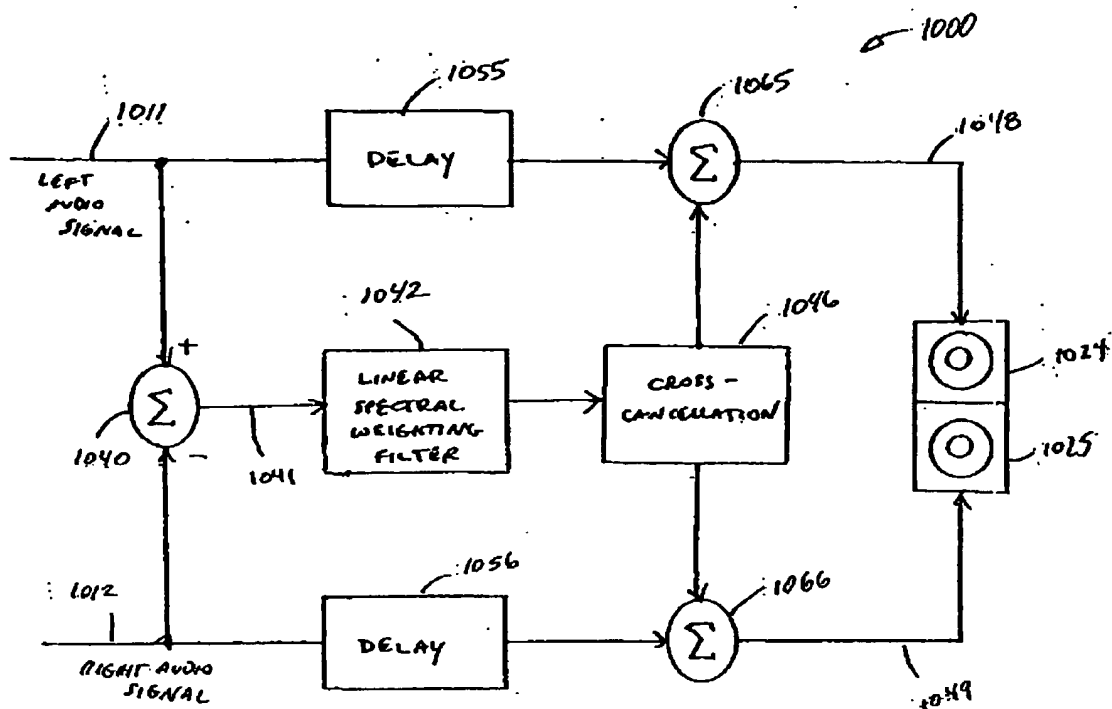 1000
1055
1065
1011
DELAY
Σ
1048
LEFT
AUDIO
SIGNAL
1042
1046
+
LINEAR
SPECTRAL
WEIGHTING
FILTER
CROSS-
CANCELLATION
1024
Σ
1040
-
1041
1025
1056
1066
1012
DELAY
Σ
RIGHT AUDIO
SIGNAL
1049